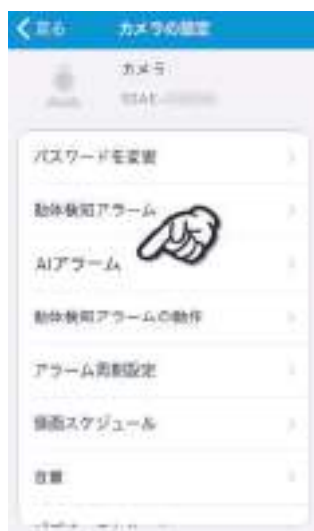 戻る カメラの設定
カメラ
パスワードを変更
動体検知アラーム
AIアラーム
動体検知アラームの動作
アラーム周期設定
録画スケジュール
音量